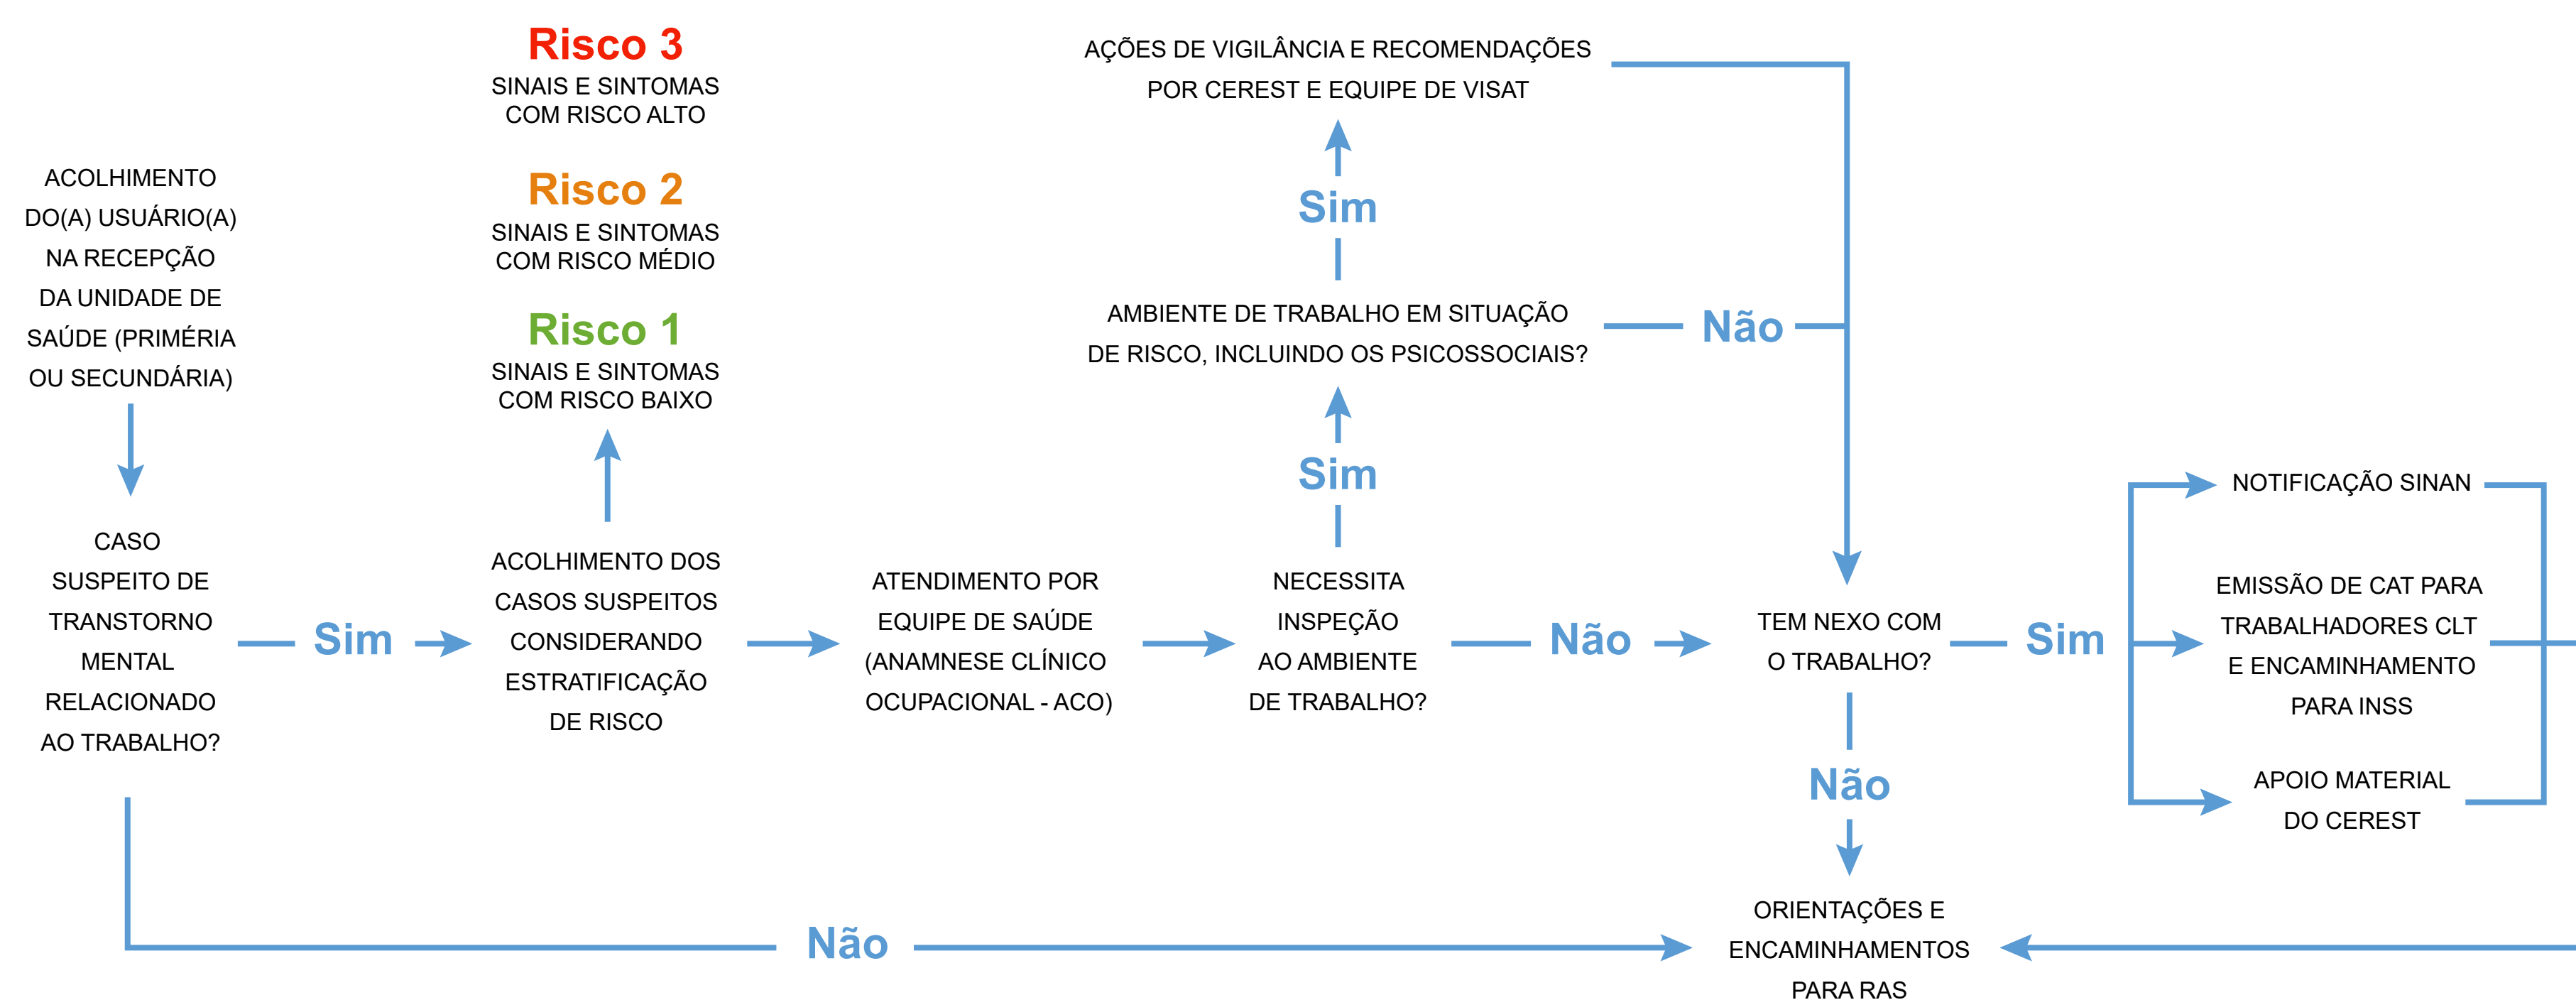 ACOLHIMENTO
DO(A) USUÁRIO(A)
NA RECEPÇÃO
DA UNIDADE DE
SAÚDE (PRIMÉRIA
OU SECUNDÁRIA)
CASO
SUSPEITO DE
TRANSTORNO
MENTAL
RELACIONADO
AO TRABALHO?
Sim
Não
Risco 3
SINAIS E SINTOMAS
COM RISCO ALTO
Risco 2
SINAIS E SINTOMAS
COM RISCO MÉDIO
Risco 1
SINAIS E SINTOMAS
COM RISCO BAIXO
ACOLHIMENTO DOS
CASOS SUSPEITOS
CONSIDERANDO
ESTRATIFICAÇÃO
DE RISCO
ATENDIMENTO POR
EQUIPE DE SAÚDE
(ANAMNESE CLÍNICO
OCUPACIONAL - ACO)
NECESSITA
INSPEÇÃO
AO AMBIENTE
DE TRABALHO?
Sim
AMBIENTE DE TRABALHO EM SITUAÇÃO
DE RISCO, INCLUINDO OS PSICOSSOCIAIS?
Sim
AÇÕES DE VIGILÂNCIA E RECOMENDAÇÕES
POR CEREST E EQUIPE DE VISAT
Não
Não
TEM NEXO COM
O TRABALHO?
Sim
Não
NOTIFICAÇÃO SINAN
EMISSÃO DE CAT PARA
TRABALHADORES CLT
E ENCAMINHAMENTO
PARA INSS
APOIO MATERIAL
DO CEREST
ORIENTAÇÕES E
ENCAMINHAMENTOS
PARA RAS